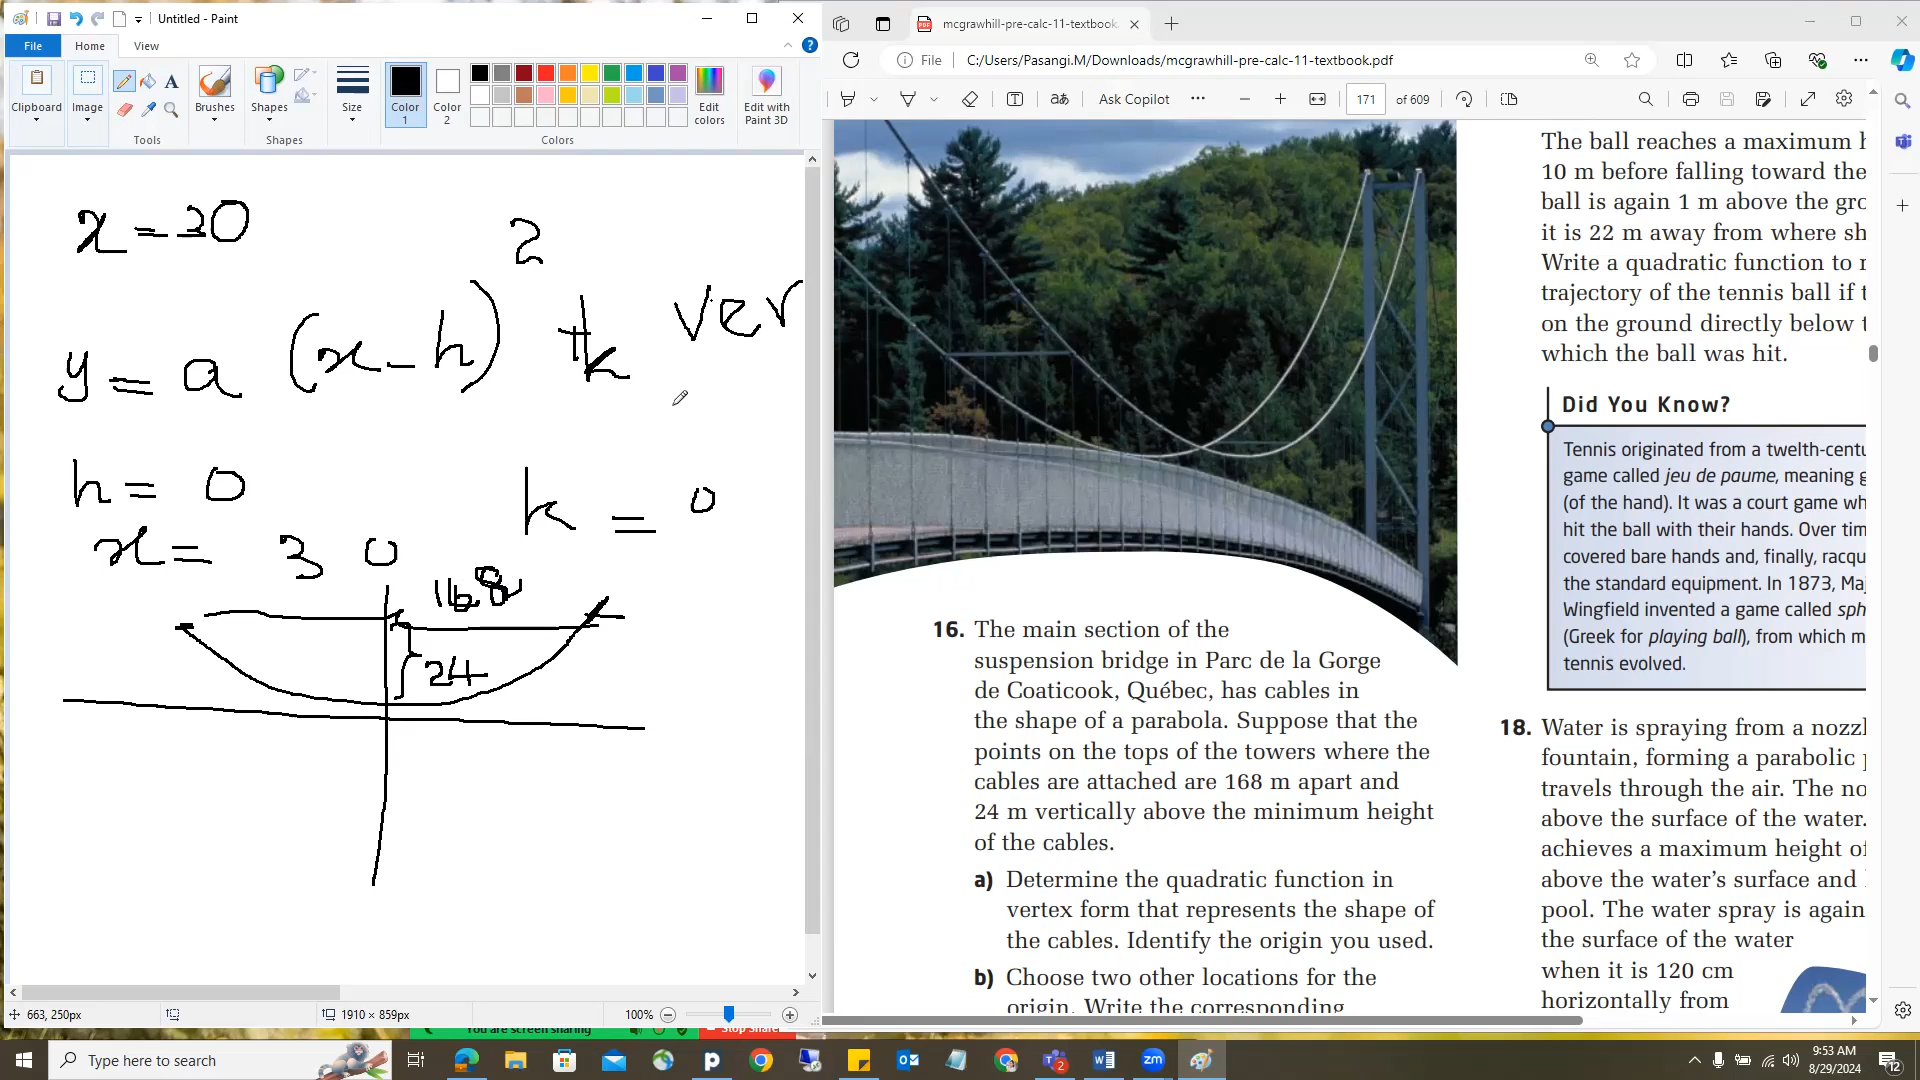 Untitled - Paint
File
Home
View
Clipboard
Image
Tools
Brushes
Shapes
Shapes
Size
Color
1
Color
2
Edit
colors
Edit with
Paint 3D
Colors
x = 20
y = a (x - h)2 + k ver
h = 0
k = 0
x = 30
168
24
663, 250px
1910 × 859px
100%
You are screen sharing
Stop Share
mcgrawhill-pre-calc-11-textbook
File
C:/Users/Pasangi.M/Downloads/mcgrawhill-pre-calc-11-textbook.pdf
Ask Copilot
171
of 609
16. The main section of the
suspension bridge in Parc de la Gorge
de Coaticook, Québec, has cables in
the shape of a parabola. Suppose that the
points on the tops of the towers where the
cables are attached are 168 m apart and
24 m vertically above the minimum height
of the cables.
a) Determine the quadratic function in
vertex form that represents the shape of
the cables. Identify the origin you used.
b) Choose two other locations for the
origin. Write the corresponding
The ball reaches a maximum h
10 m before falling toward the
ball is again 1 m above the gro
it is 22 m away from where sh
Write a quadratic function to r
trajectory of the tennis ball if t
on the ground directly below t
which the ball was hit.
Did You Know?
Tennis originated from a twelth-centu
game called jeu de paume, meaning g
(of the hand). It was a court game wh
hit the ball with their hands. Over tim
covered bare hands and, finally, racqu
the standard equipment. In 1873, Maj
Wingfield invented a game called sph
(Greek for playing ball), from which m
tennis evolved.
18. Water is spraying from a nozzl
fountain, forming a parabolic p
travels through the air. The no
above the surface of the water.
achieves a maximum height of
above the water's surface and l
pool. The water spray is again
the surface of the water
when it is 120 cm
horizontally from
Type here to search
2
zm
9:53 AM
8/29/2024
12